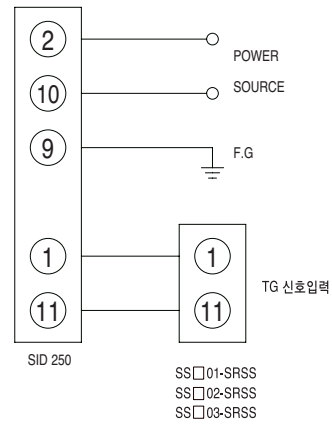 2
POWER
10
SOURCE
9
F.G
1
1
TG 신호입력
11
11
SID 250
SS□01-SRSS
SS□02-SRSS
SS□03-SRSS